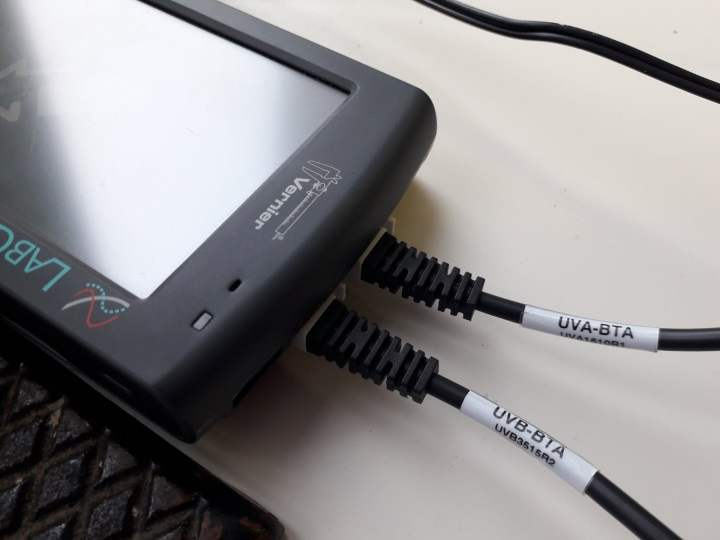 Vernier
LABQ
UVA-BTA
UVB-BTA
UVB3515R2